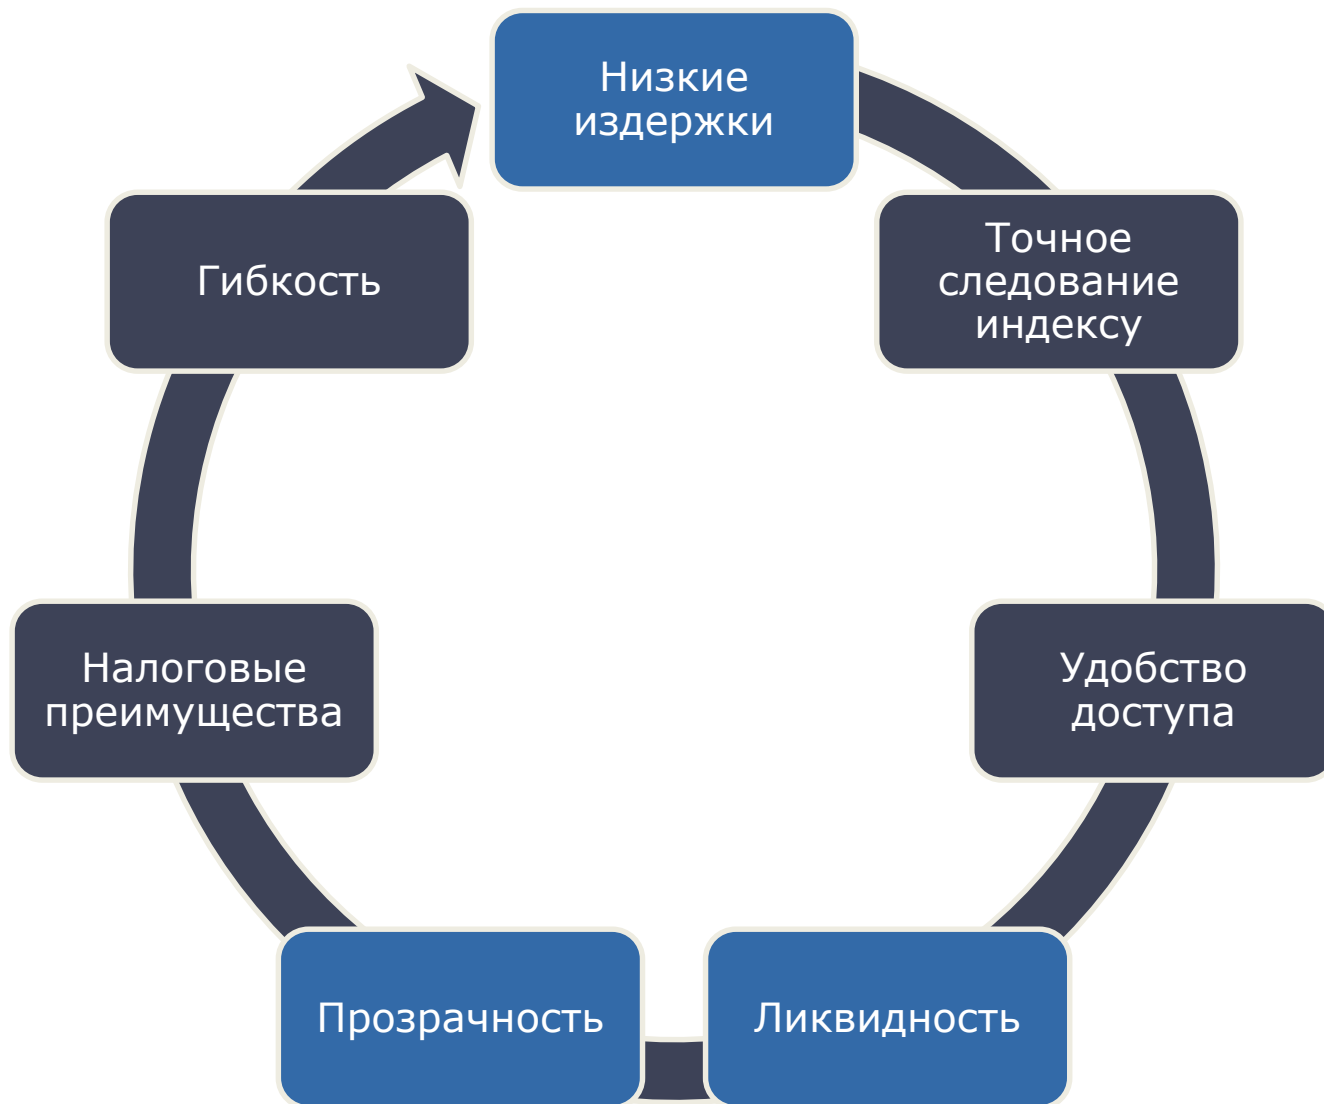 Низкие
издержки
Точное
следование
индексу
Удобство
доступа
Ликвидность
Прозрачность
Налоговые
преимущества
Гибкость